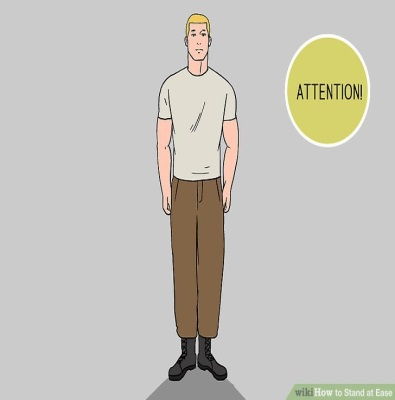 ATTENTION!
wikiHow to Stand at Ease